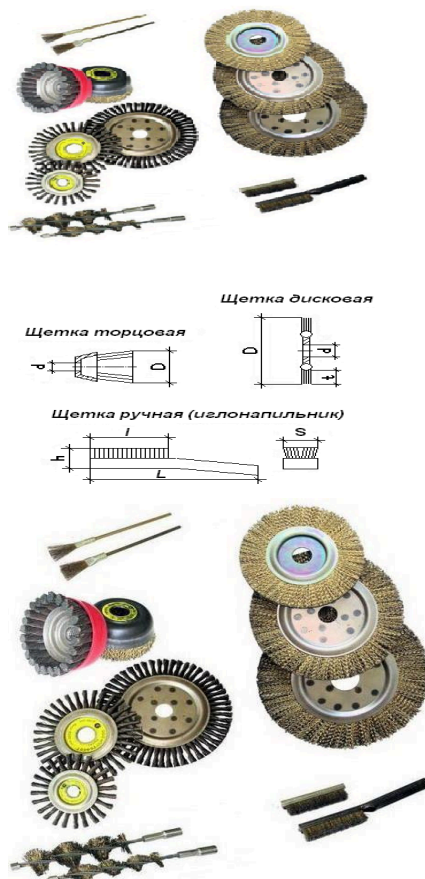 Щетка дисковая
Щетка торцовая
D
d
t
d
D
Щетка ручная (иглонапильник)
l
S
h
L